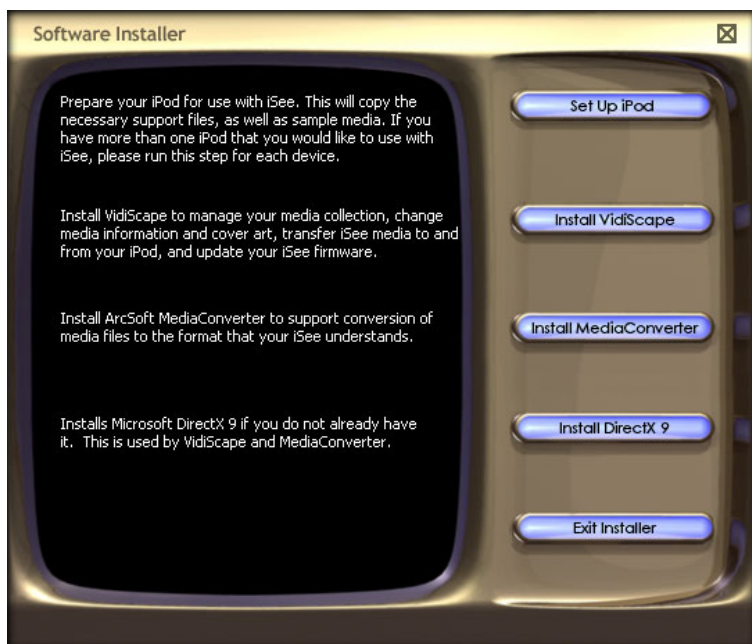 Software Installer
Prepare your iPod for use with iSee. This will copy the
necessary support files, as well as sample media. If you
have more than one iPod that you would like to use with
iSee, please run this step for each device.
Set Up iPod
Install VidiScape to manage your media collection, change
media information and cover art, transfer iSee media to and
from your iPod, and update your iSee firmware.
Install VidiScape
Install ArcSoft MediaConverter to support conversion of
media files to the format that your iSee understands.
Install MediaConverter
Installs Microsoft DirectX 9 if you do not already have
it.  This is used by VidiScape and MediaConverter.
Install DirectX 9
Exit Installer